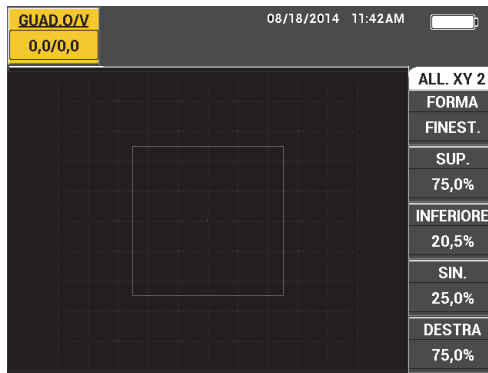 GUAD.O/V
0,0/0,0
08/18/2014 11:42AM
ALL. XY 2
FORMA
FINEST.
SUP.
75,0%
INFERIORE
20,5%
SIN.
25,0%
DESTRA
75,0%